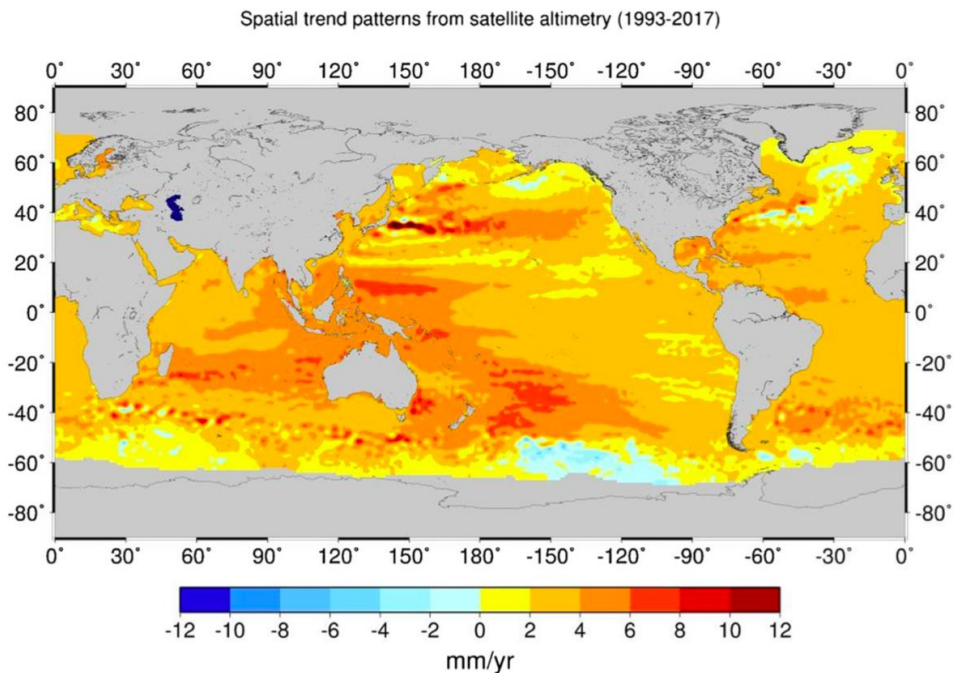 Spatial trend patterns from satellite altimetry (1993-2017)
0˚ 30˚ 60˚ 90˚ 120˚ 150˚ -150˚ -120˚ -90˚ -60˚ -30˚ 0˚
80˚ 80˚
60˚ 60˚
40˚ 40˚
20˚ 20˚
0˚ 0˚
-20˚ -20˚
-40˚ -40˚
-60˚ -60˚
-80˚ -80˚
0˚ 30˚ 60˚ 90˚ 120˚ 150˚ -150˚ -120˚ -90˚ -60˚ -30˚ 0˚
-12 -10 -8 -6 -4 -2 0 2 4 6 8 10 12
mm/yr